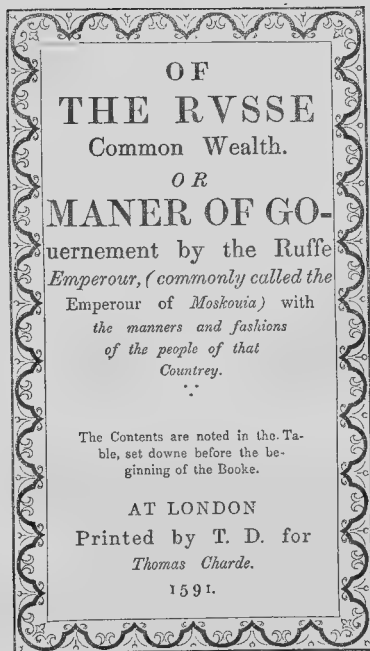 OF
THE RVSSE
Common Wealth.
OR
MANER OF GO-
uernement by the Ruſſe
Emperour, (commonly called the
Emperour of Moskouia) with
the manners and fashions
of the people of that
Countrey.
The Contents are noted in the Ta-
ble, set downe before the be-
ginning of the Booke.
AT LONDON
Printed by T. D. for
Thomas Charde.
1591.